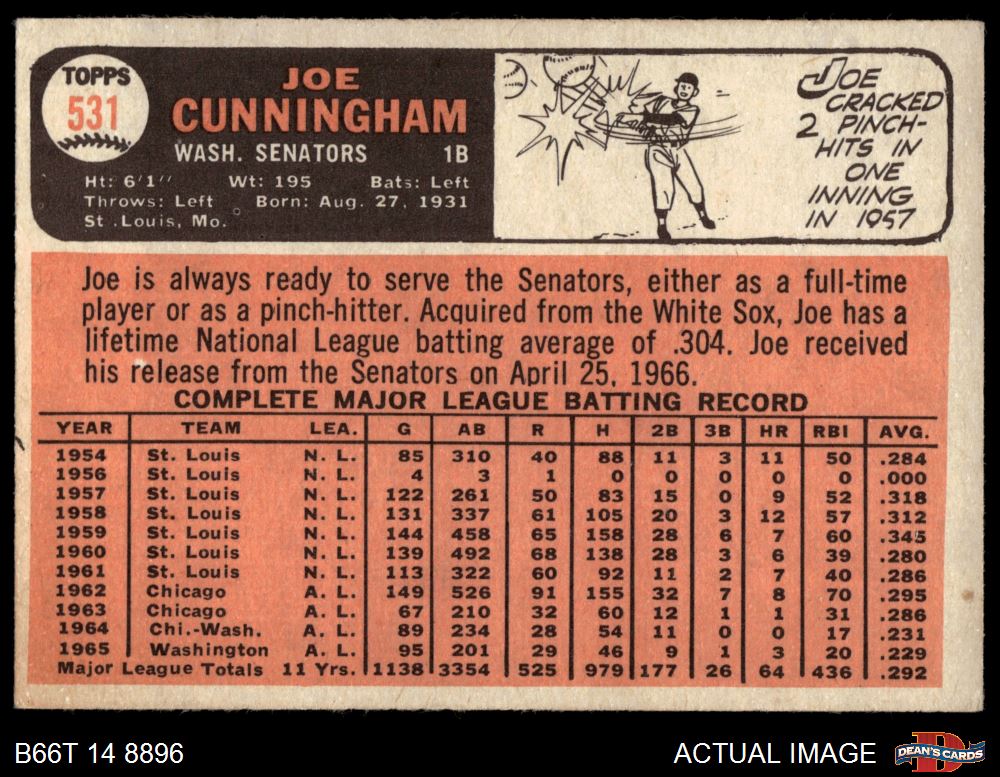 TOPPS
531
JOE
CUNNINGHAM
WASH. SENATORS 1B
Ht: 6'1" Wt: 195 Bats: Left
Throws: Left Born: Aug. 27, 1931
St .Louis, Mo.
JOE
CRACKED
2 PINCH-
HITS IN
ONE
INNING
IN 1957
Joe is always ready to serve the Senators, either as a full-time
player or as a pinch-hitter. Acquired from the White Sox, Joe has a
lifetime National League batting average of .304. Joe received
his release from the Senators on April 25, 1966.
COMPLETE MAJOR LEAGUE BATTING RECORD
YEAR TEAM LEA. G AB R H 2B 3B HR RBI AVG.
1954 St. Louis N. L. 85 310 40 88 11 3 11 50 .284
1956 St. Louis N. L. 4 3 1 0 0 0 0 0 .000
1957 St. Louis N. L. 122 261 50 83 15 0 9 52 .318
1958 St. Louis N. L. 131 337 61 105 20 3 12 57 .312
1959 St. Louis N. L. 144 458 65 158 28 6 7 60 .345
1960 St. Louis N. L. 139 492 68 138 28 3 6 39 .280
1961 St. Louis N. L. 113 322 60 92 11 2 7 40 .286
1962 Chicago A. L. 149 526 91 155 32 7 8 70 .295
1963 Chicago A. L. 67 210 32 60 12 1 1 31 .286
1964 Chi.-Wash. A. L. 89 234 28 54 11 0 0 17 .231
1965 Washington A. L. 95 201 29 46 9 1 3 20 .229
Major League Totals 11 Yrs. 1138 3354 525 979 177 26 64 436 .292
B66T 14 8896
ACTUAL IMAGE
DEAN'S CARDS